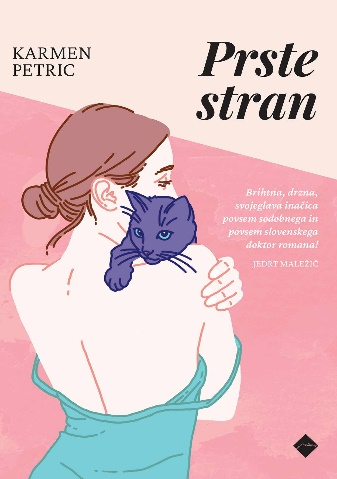 KARMEN
PETRIC
Prste
stran
Brihtna, drzna,
svojeglava inačica
povsem sodobnega in
povsem slovenskega
doktor romana!
JEDRT MALEŽIČ